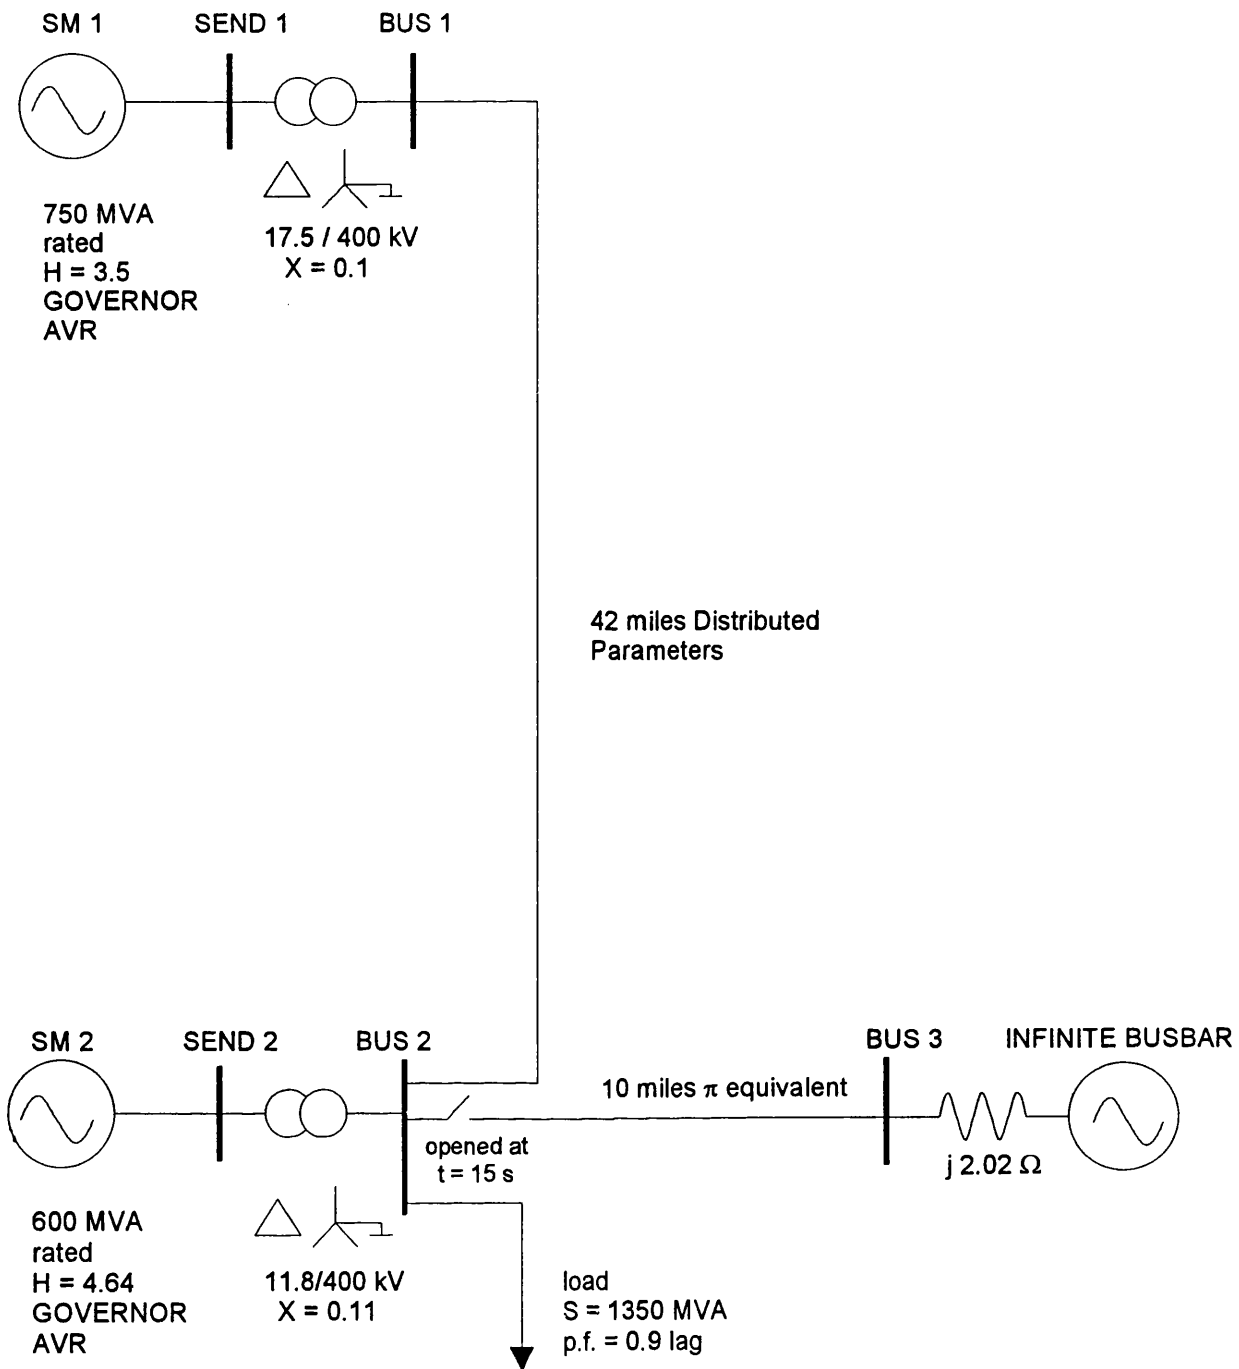 SM 1
SEND 1
BUS 1
750 MVA
rated
H = 3.5
GOVERNOR
AVR
17.5 / 400 kV
X = 0.1
42 miles Distributed
Parameters
SM 2
SEND 2
BUS 2
BUS 3
INFINITE BUSBAR
10 miles π equivalent
opened at
t = 15 s
j 2.02 Ω
600 MVA
rated
H = 4.64
GOVERNOR
AVR
11.8/400 kV
X = 0.11
load
S = 1350 MVA
p.f. = 0.9 lag